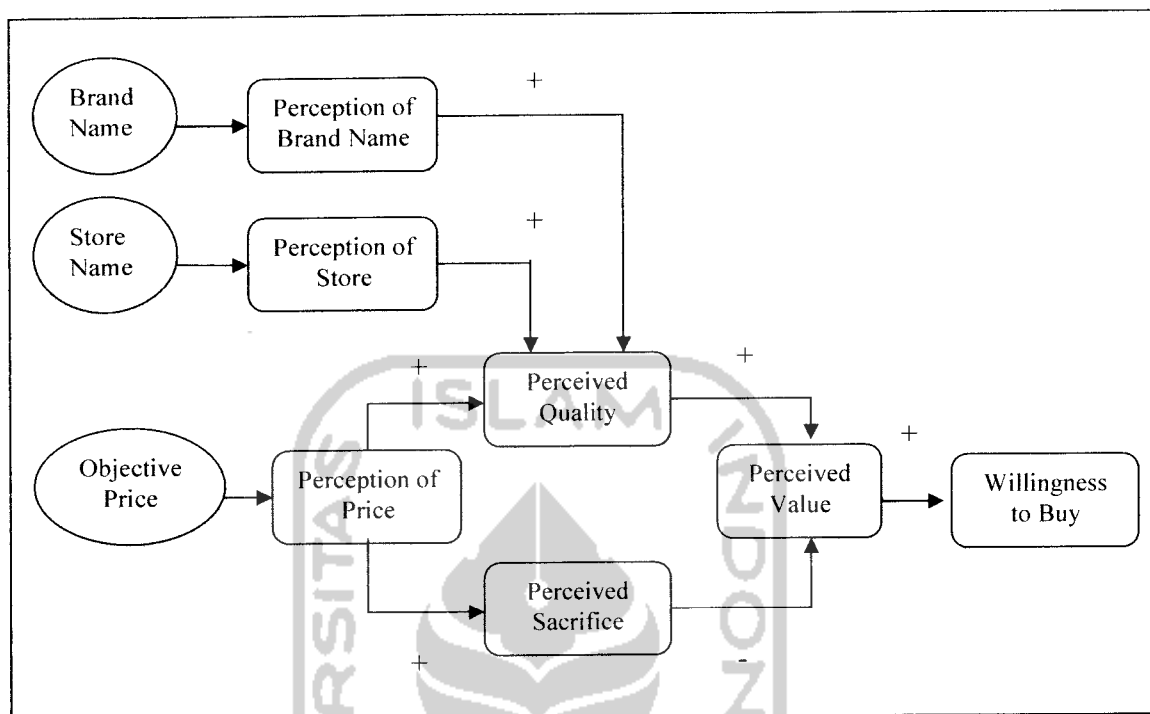 Brand
Name
Perception of
Brand Name
+
Store
Name
Perception of
Store
+
ISLAM
+
Perceived
Quality
+
Objective
Price
Perception of
Price
Perceived
Value
+
Willingness
to Buy
Perceived
Sacrifice
+
-